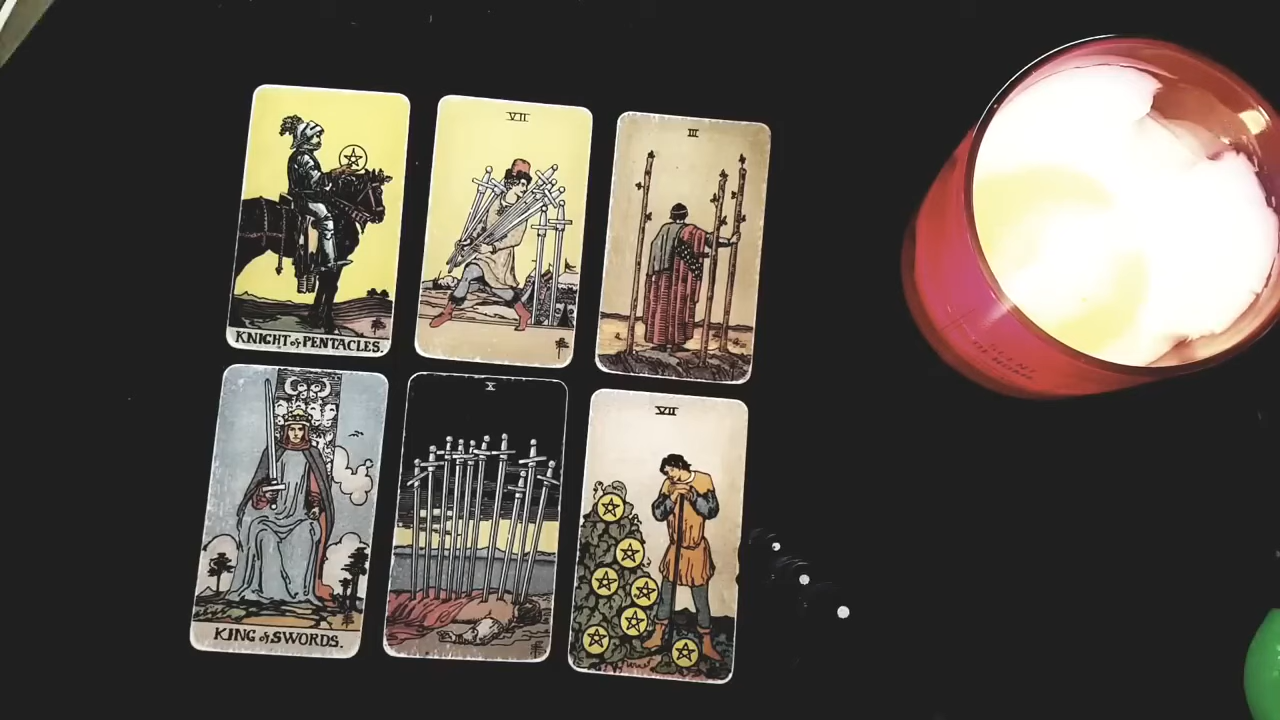 VII
III
KNIGHT of PENTACLES.
X
VII
KING of SWORDS.